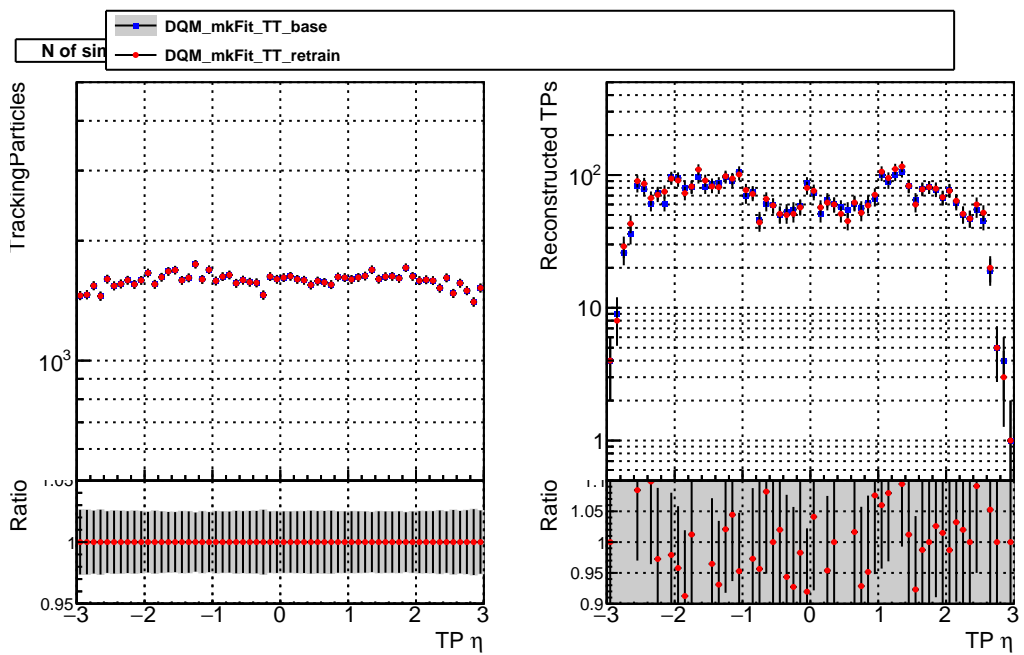 DQM_mkFit_TT_base
N of sim
DQM_mkFit_TT_retrain
TrackingParticles
10³
Ratio
1.05
1
0.95
−3 −2 −1 0 1 2 3
TP η
Reconstructed TPs
10²
10
1
Ratio
1.1
1.05
1
0.95
0.9
−3 −2 −1 0 1 2 3
TP η